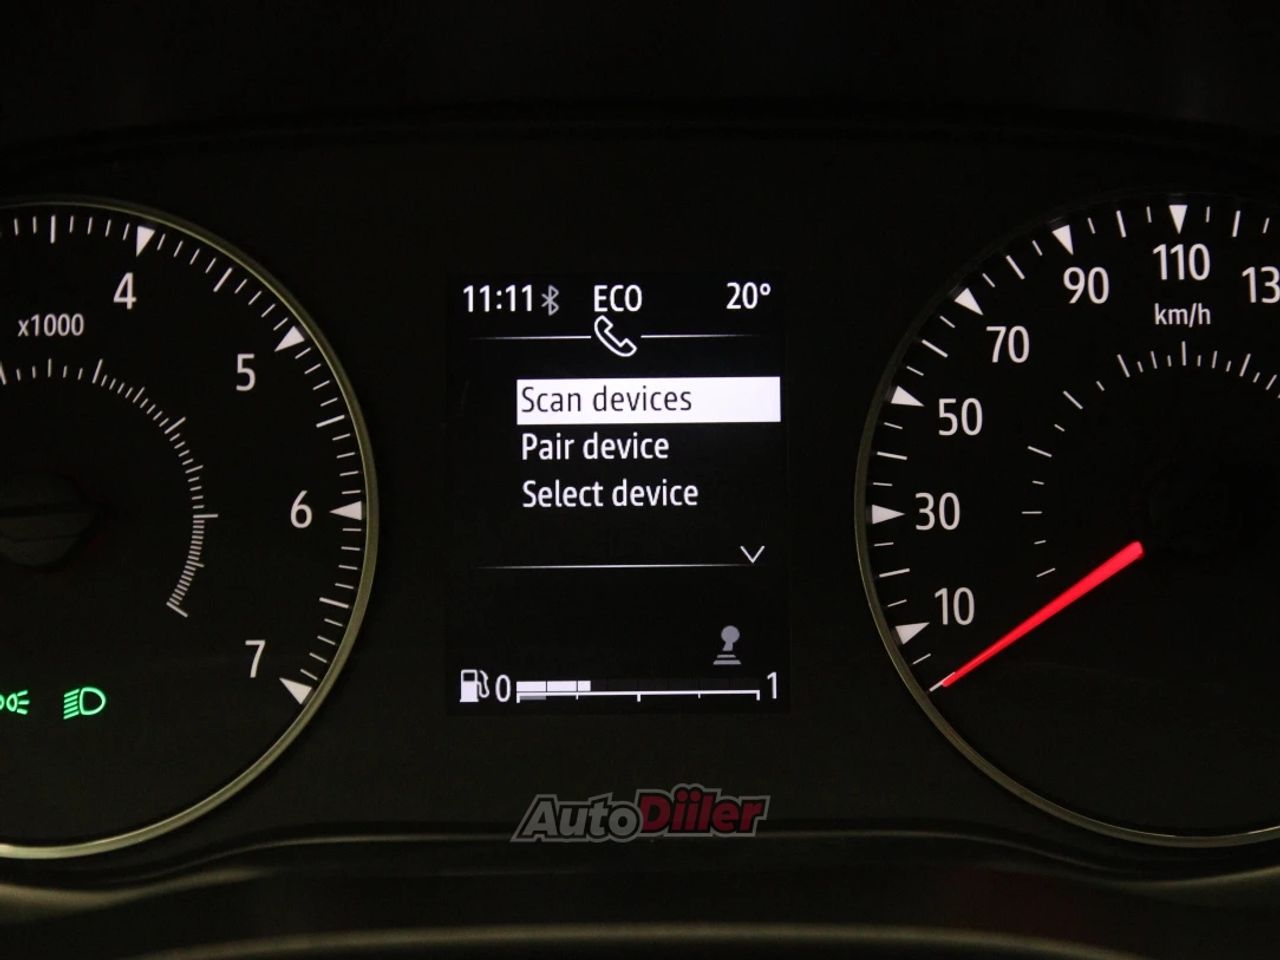 4
x1000
5
6
7
11:11 ECO 20°
Scan devices
Pair device
Select device
0 1
10
30
50
70
90
110
13
km/h
AutoDiiler